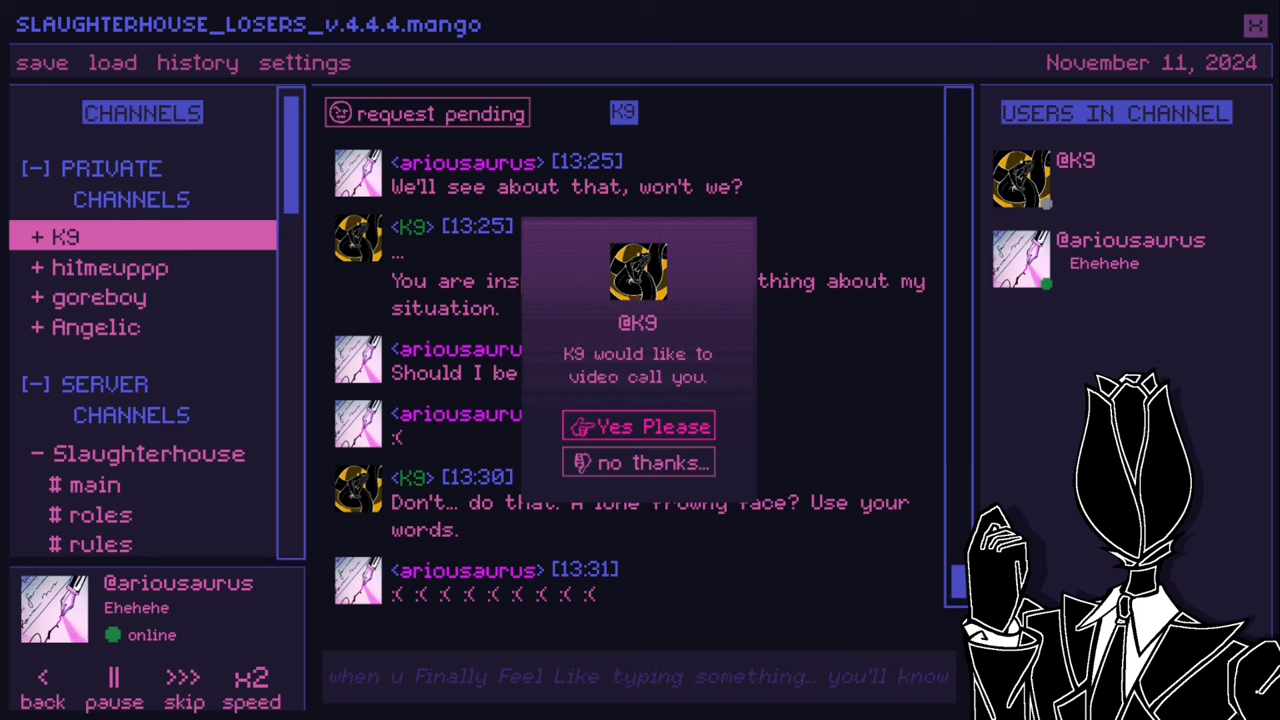 SLAUGHTERHOUSE_LOSERS_v.4.4.4.mango
X
save load history settings
November 11, 2024
CHANNELS
[-] PRIVATE
CHANNELS
+ K9
+ hitmeuppp
+ goreboy
+ Angelic
[-] SERVER
CHANNELS
- Slaughterhouse
# main
# roles
# rules
@ariousaurus
Ehehehe
online
< || >>> x2
back pause skip speed
request pending
K9
<ariousaurus> [13:25]
We'll see about that, won't we?
<K9> [13:25]
...
You are ins thing about my
situation.
<ariousauru
Should I be
<ariousauru
:(
<K9> [13:30]
Don't... do that. A lone frowny face? Use your
words.
<ariousaurus> [13:31]
:( :( :( :( :( :( :( :( :(
when u Finally Feel Like typing something... you'll know
@K9
K9 would like to
video call you.
Yes Please
no thanks...
USERS IN CHANNEL
@K9
@ariousaurus
Ehehehe